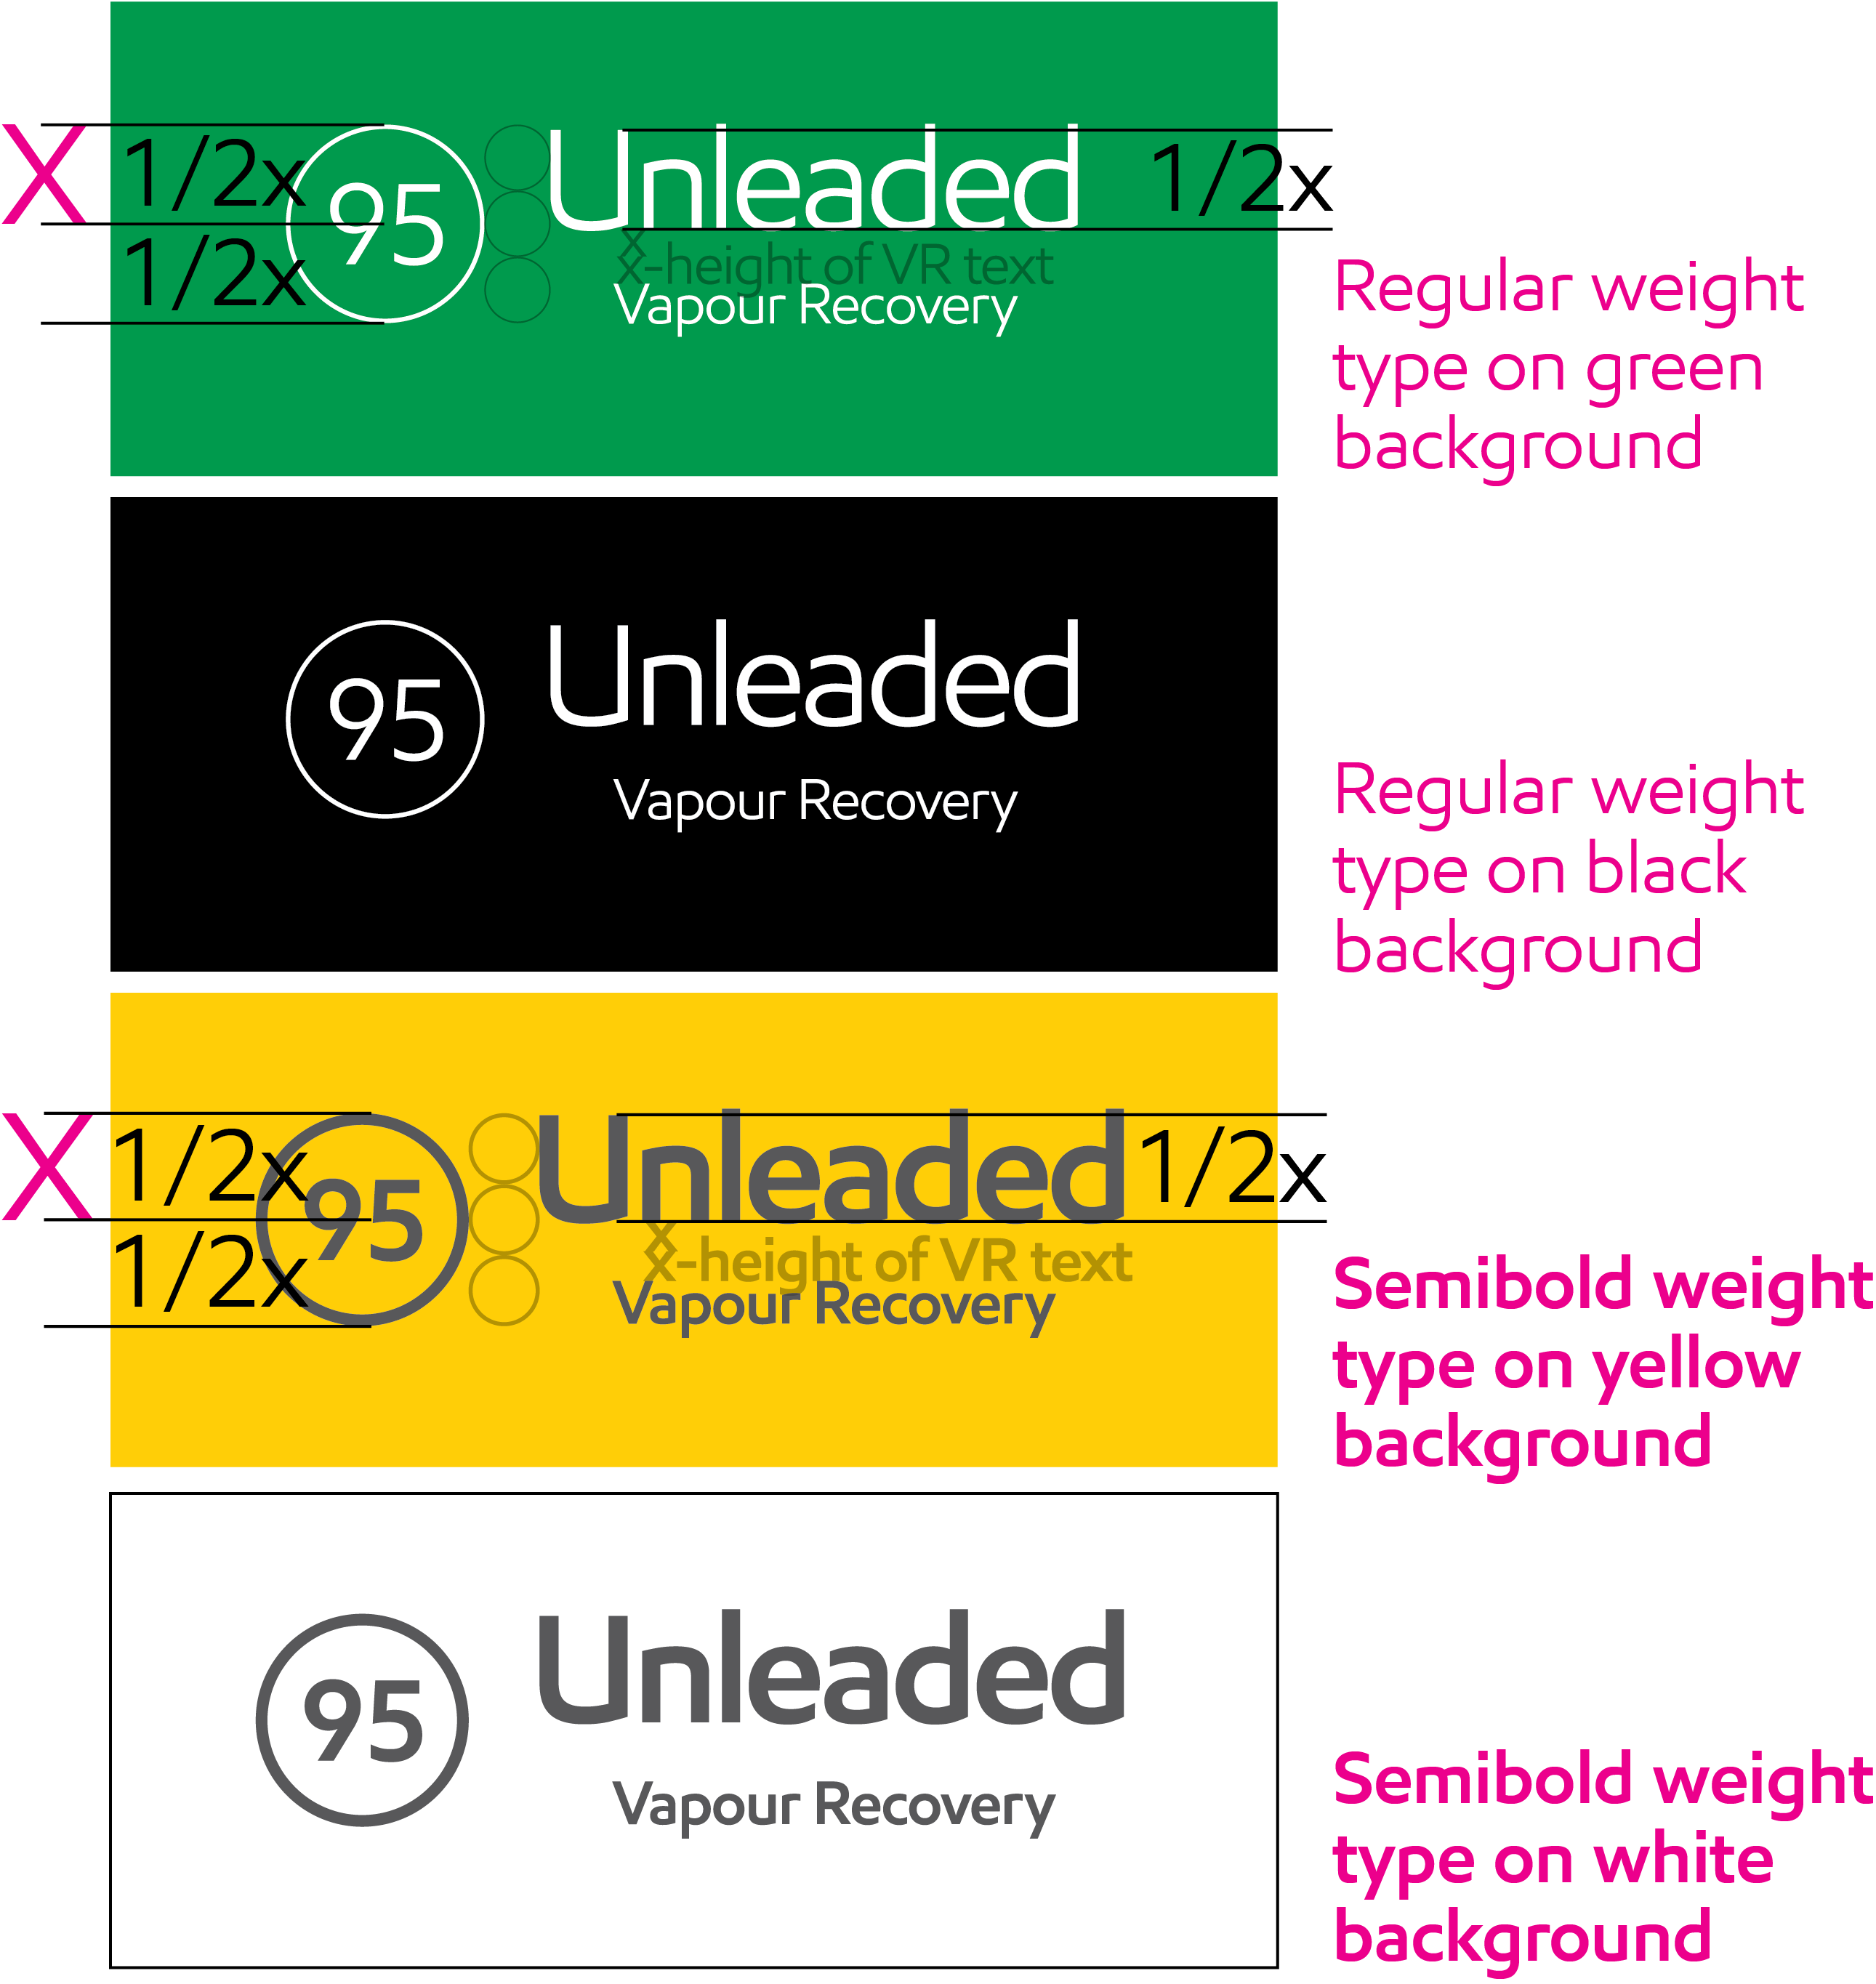 X
1/2x
1/2x
95
Unleaded
1/2x
X
X-height of VR text
Vapour Recovery
Regular weight
type on green
background
95
Unleaded
Vapour Recovery
Regular weight
type on black
background
X
1/2x
1/2x
95
Unleaded
1/2x
X
X-height of VR text
Vapour Recovery
Semibold weight
type on yellow
background
95
Unleaded
Vapour Recovery
Semibold weight
type on white
background